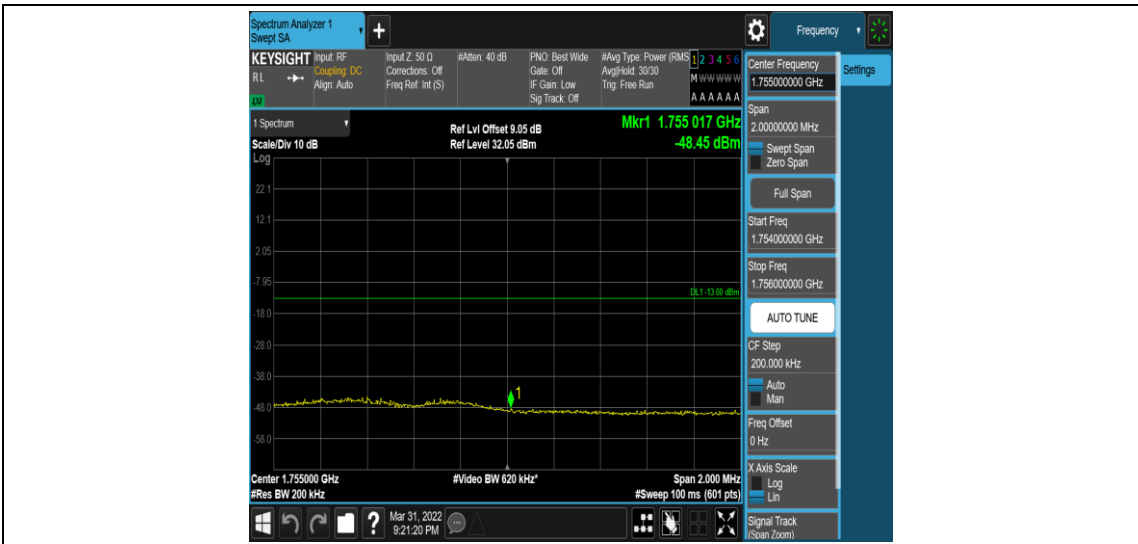 Spectrum Analyzer 1
Swept SA
+
Frequency
KEYSIGHT
Input: RF
Input Z: 50 Ω
#Atten: 40 dB
PNO: Best Wide
#Avg Type: Power (RMS
1 2 3 4 5 6
RL
Coupling: DC
Corrections: Off
Gate: Off
Avg|Hold: 30/30
M W W W W W
Align: Auto
Freq Ref: Int (S)
IF Gain: Low
Trig: Free Run
Sig Track: Off
A A A A A A
LXI
1 Spectrum
Ref Lvl Offset 9.05 dB
Mkr1 1.755 017 GHz
Scale/Div 10 dB
Ref Level 32.05 dBm
-48.45 dBm
Log
22.1
12.1
2.05
-7.95
DL1 -13.00 dBm
-18.0
-28.0
-38.0
1
-48.0
-58.0
Center 1.755000 GHz
#Video BW 620 kHz*
Span 2.000 MHz
#Res BW 200 kHz
#Sweep 100 ms (601 pts)
Mar 31, 2022
9:21:20 PM
?
Center Frequency
1.755000000 GHz
Settings
Span
2.00000000 MHz
Swept Span
Zero Span
Full Span
Start Freq
1.754000000 GHz
Stop Freq
1.756000000 GHz
AUTO TUNE
CF Step
200.000 kHz
Auto
Man
Freq Offset
0 Hz
X Axis Scale
Log
Lin
Signal Track
(Span Zoom)